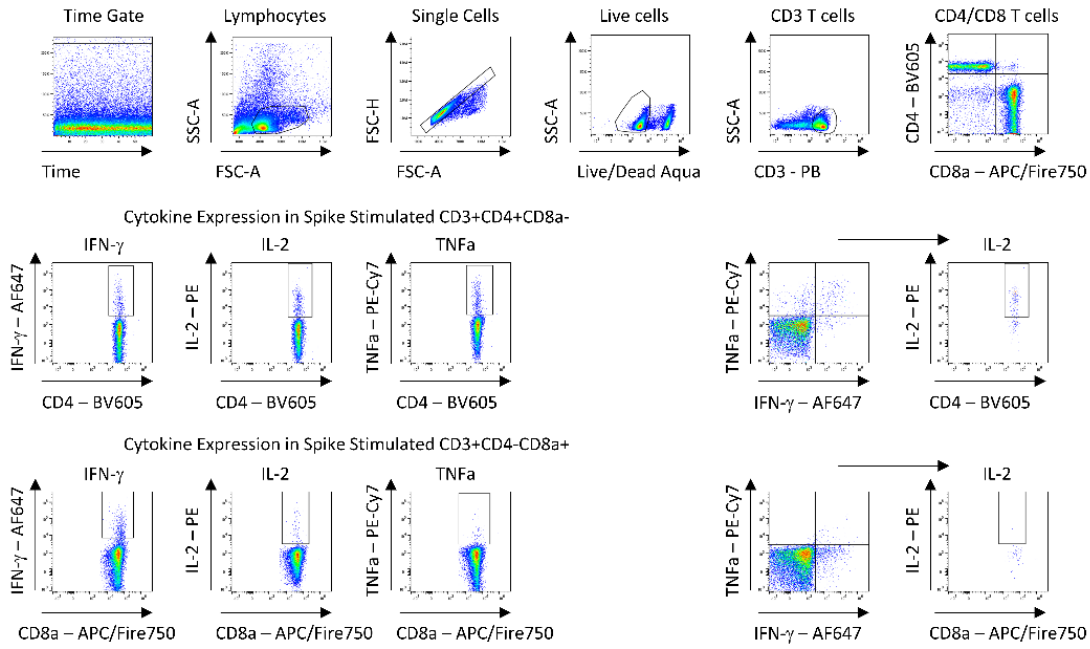 Time Gate
Lymphocytes
Single Cells
Live cells
CD3 T cells
CD4/CD8 T cells
SSC-A
FSC-H
SSC-A
SSC-A
CD4 – BV605
Time
FSC-A
FSC-A
Live/Dead Aqua
CD3 - PB
CD8a – APC/Fire750
Cytokine Expression in Spike Stimulated CD3+CD4+CD8a-
IFN-γ
IL-2
TNFa
IL-2
IFN-γ – AF647
IL-2 – PE
TNFa – PE-Cy7
TNFa – PE-Cy7
IL-2 – PE
CD4 – BV605
CD4 – BV605
CD4 – BV605
IFN-γ – AF647
CD4 – BV605
Cytokine Expression in Spike Stimulated CD3+CD4-CD8a+
IFN-γ
IL-2
TNFa
IL-2
IFN-γ – AF647
IL-2 – PE
TNFa – PE-Cy7
TNFa – PE-Cy7
IL-2 – PE
CD8a – APC/Fire750
CD8a – APC/Fire750
CD8a – APC/Fire750
IFN-γ – AF647
CD8a – APC/Fire750